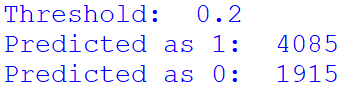 Threshold:  0.2
Predicted as 1:  4085
Predicted as 0:  1915